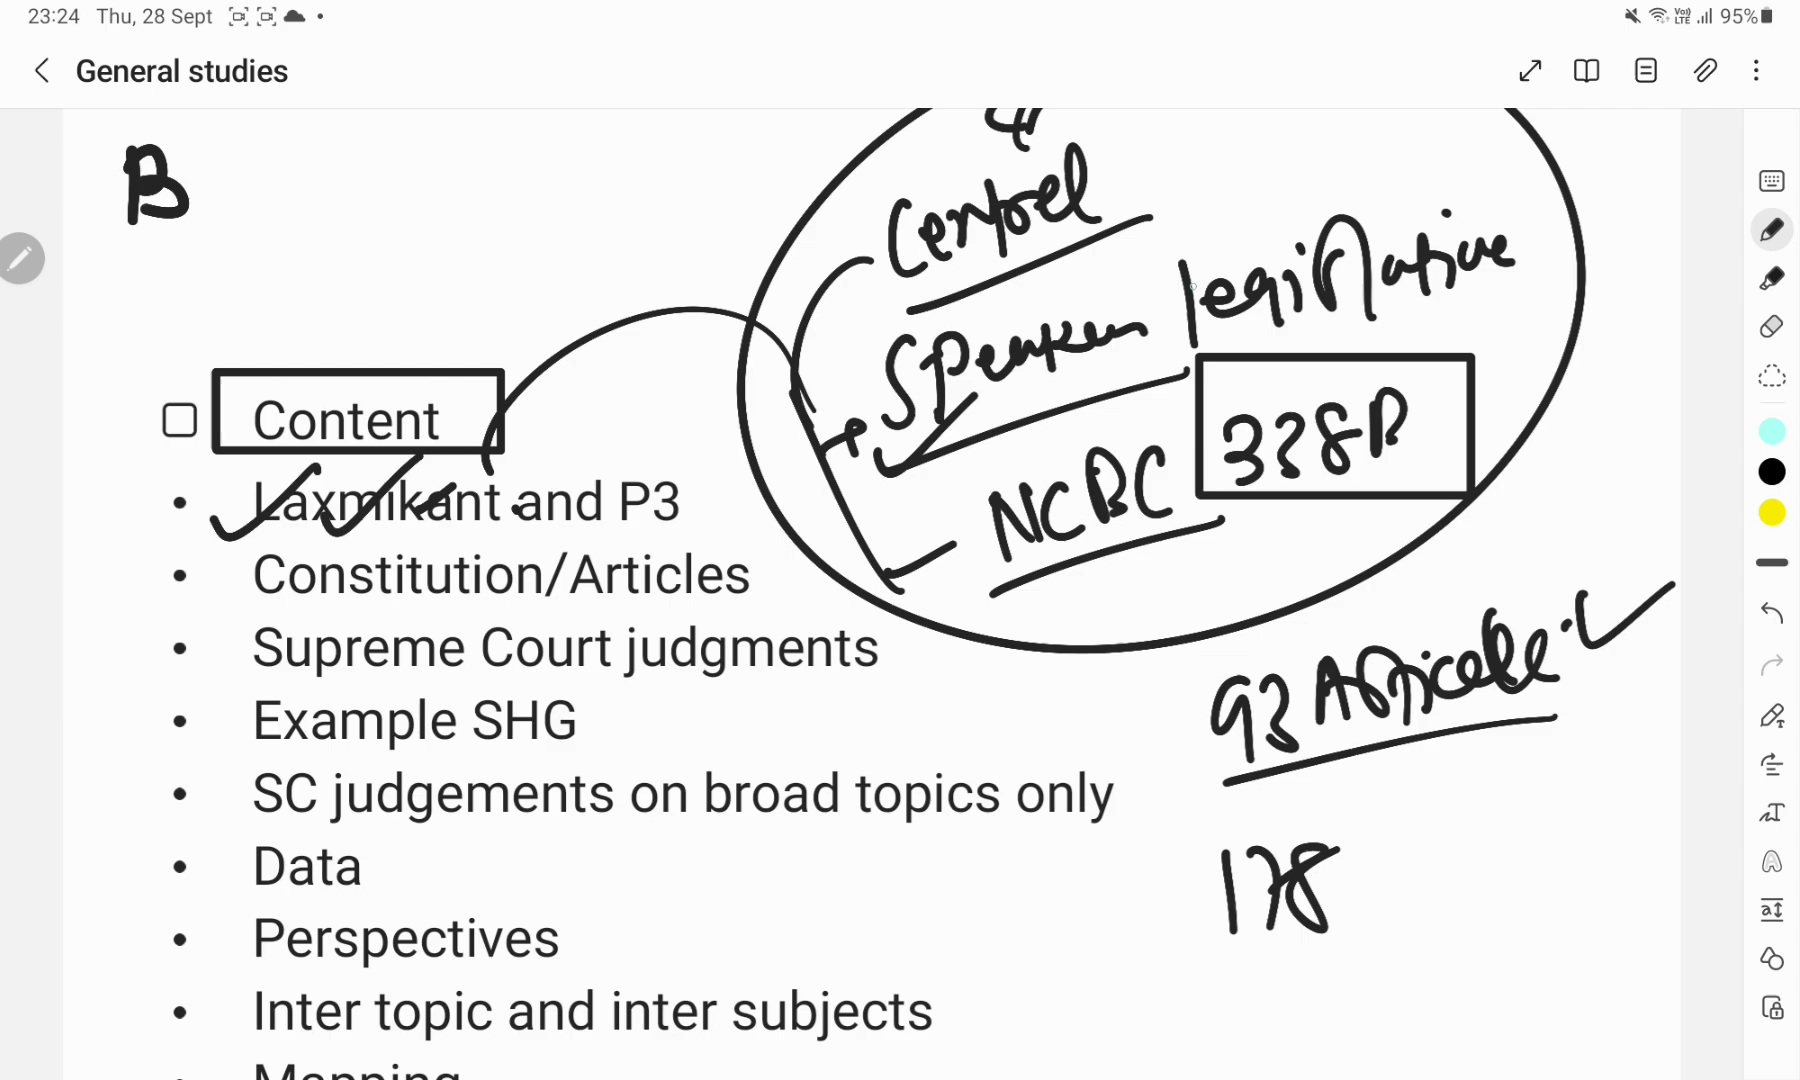 23:24 Thu, 28 Sept 95%
General studies
B
Central
Speaker legislative
NCBC 338B
Content
Laxmikant and P3
Constitution/Articles
Supreme Court judgments
93 Article
Example SHG
SC judgements on broad topics only
178
Data
Perspectives
Inter topic and inter subjects
Mapping